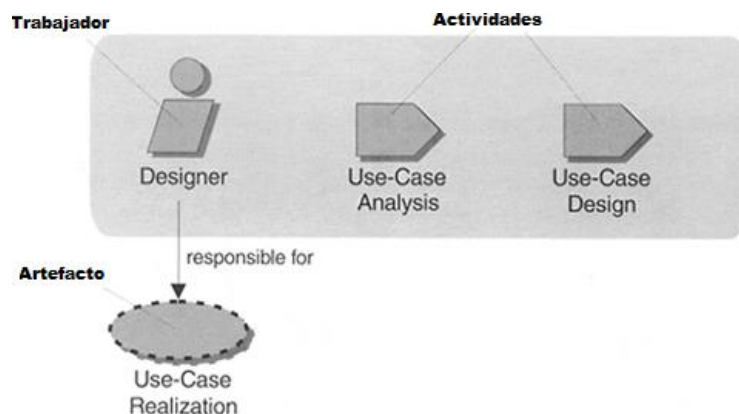 Trabajador
Actividades
Designer
Use-Case
Analysis
Use-Case
Design
responsible for
Artefacto
Use-Case
Realization